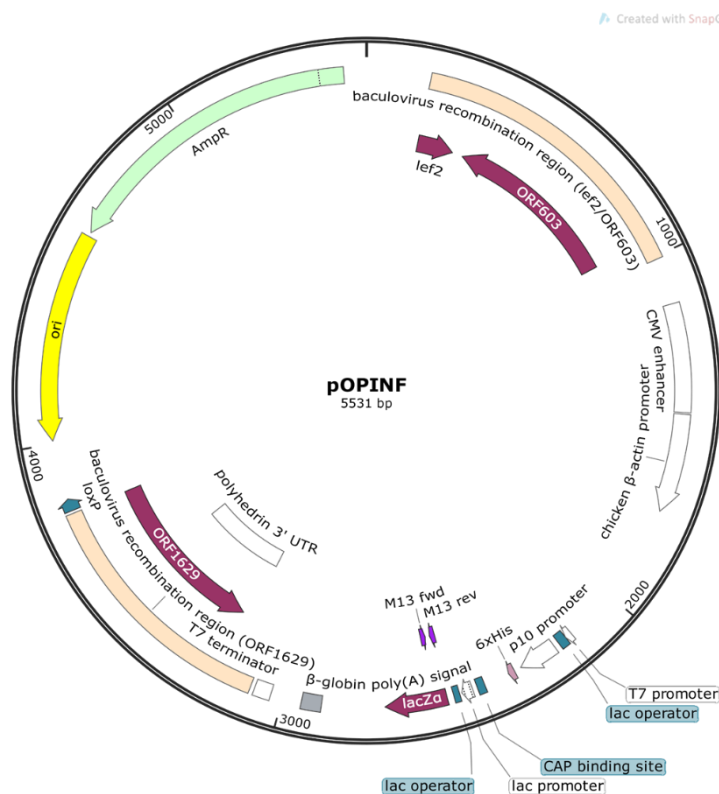 Created with Snap
baculovirus recombination region (lef2/ORF603)
5000
AmpR
lef2
ORF603
1000
CMV enhancer
ori
pOPINF
5531 bp
chicken β-actin promoter
4000
loxP
baculovirus recombination region (ORF1629)
polyhedrin 3' UTR
ORF1629
2000
M13 fwd
M13 rev
6xHis
p10 promoter
T7 terminator
β-globin poly(A) signal
lacZα
3000
T7 promoter
lac operator
CAP binding site
lac operator
lac promoter